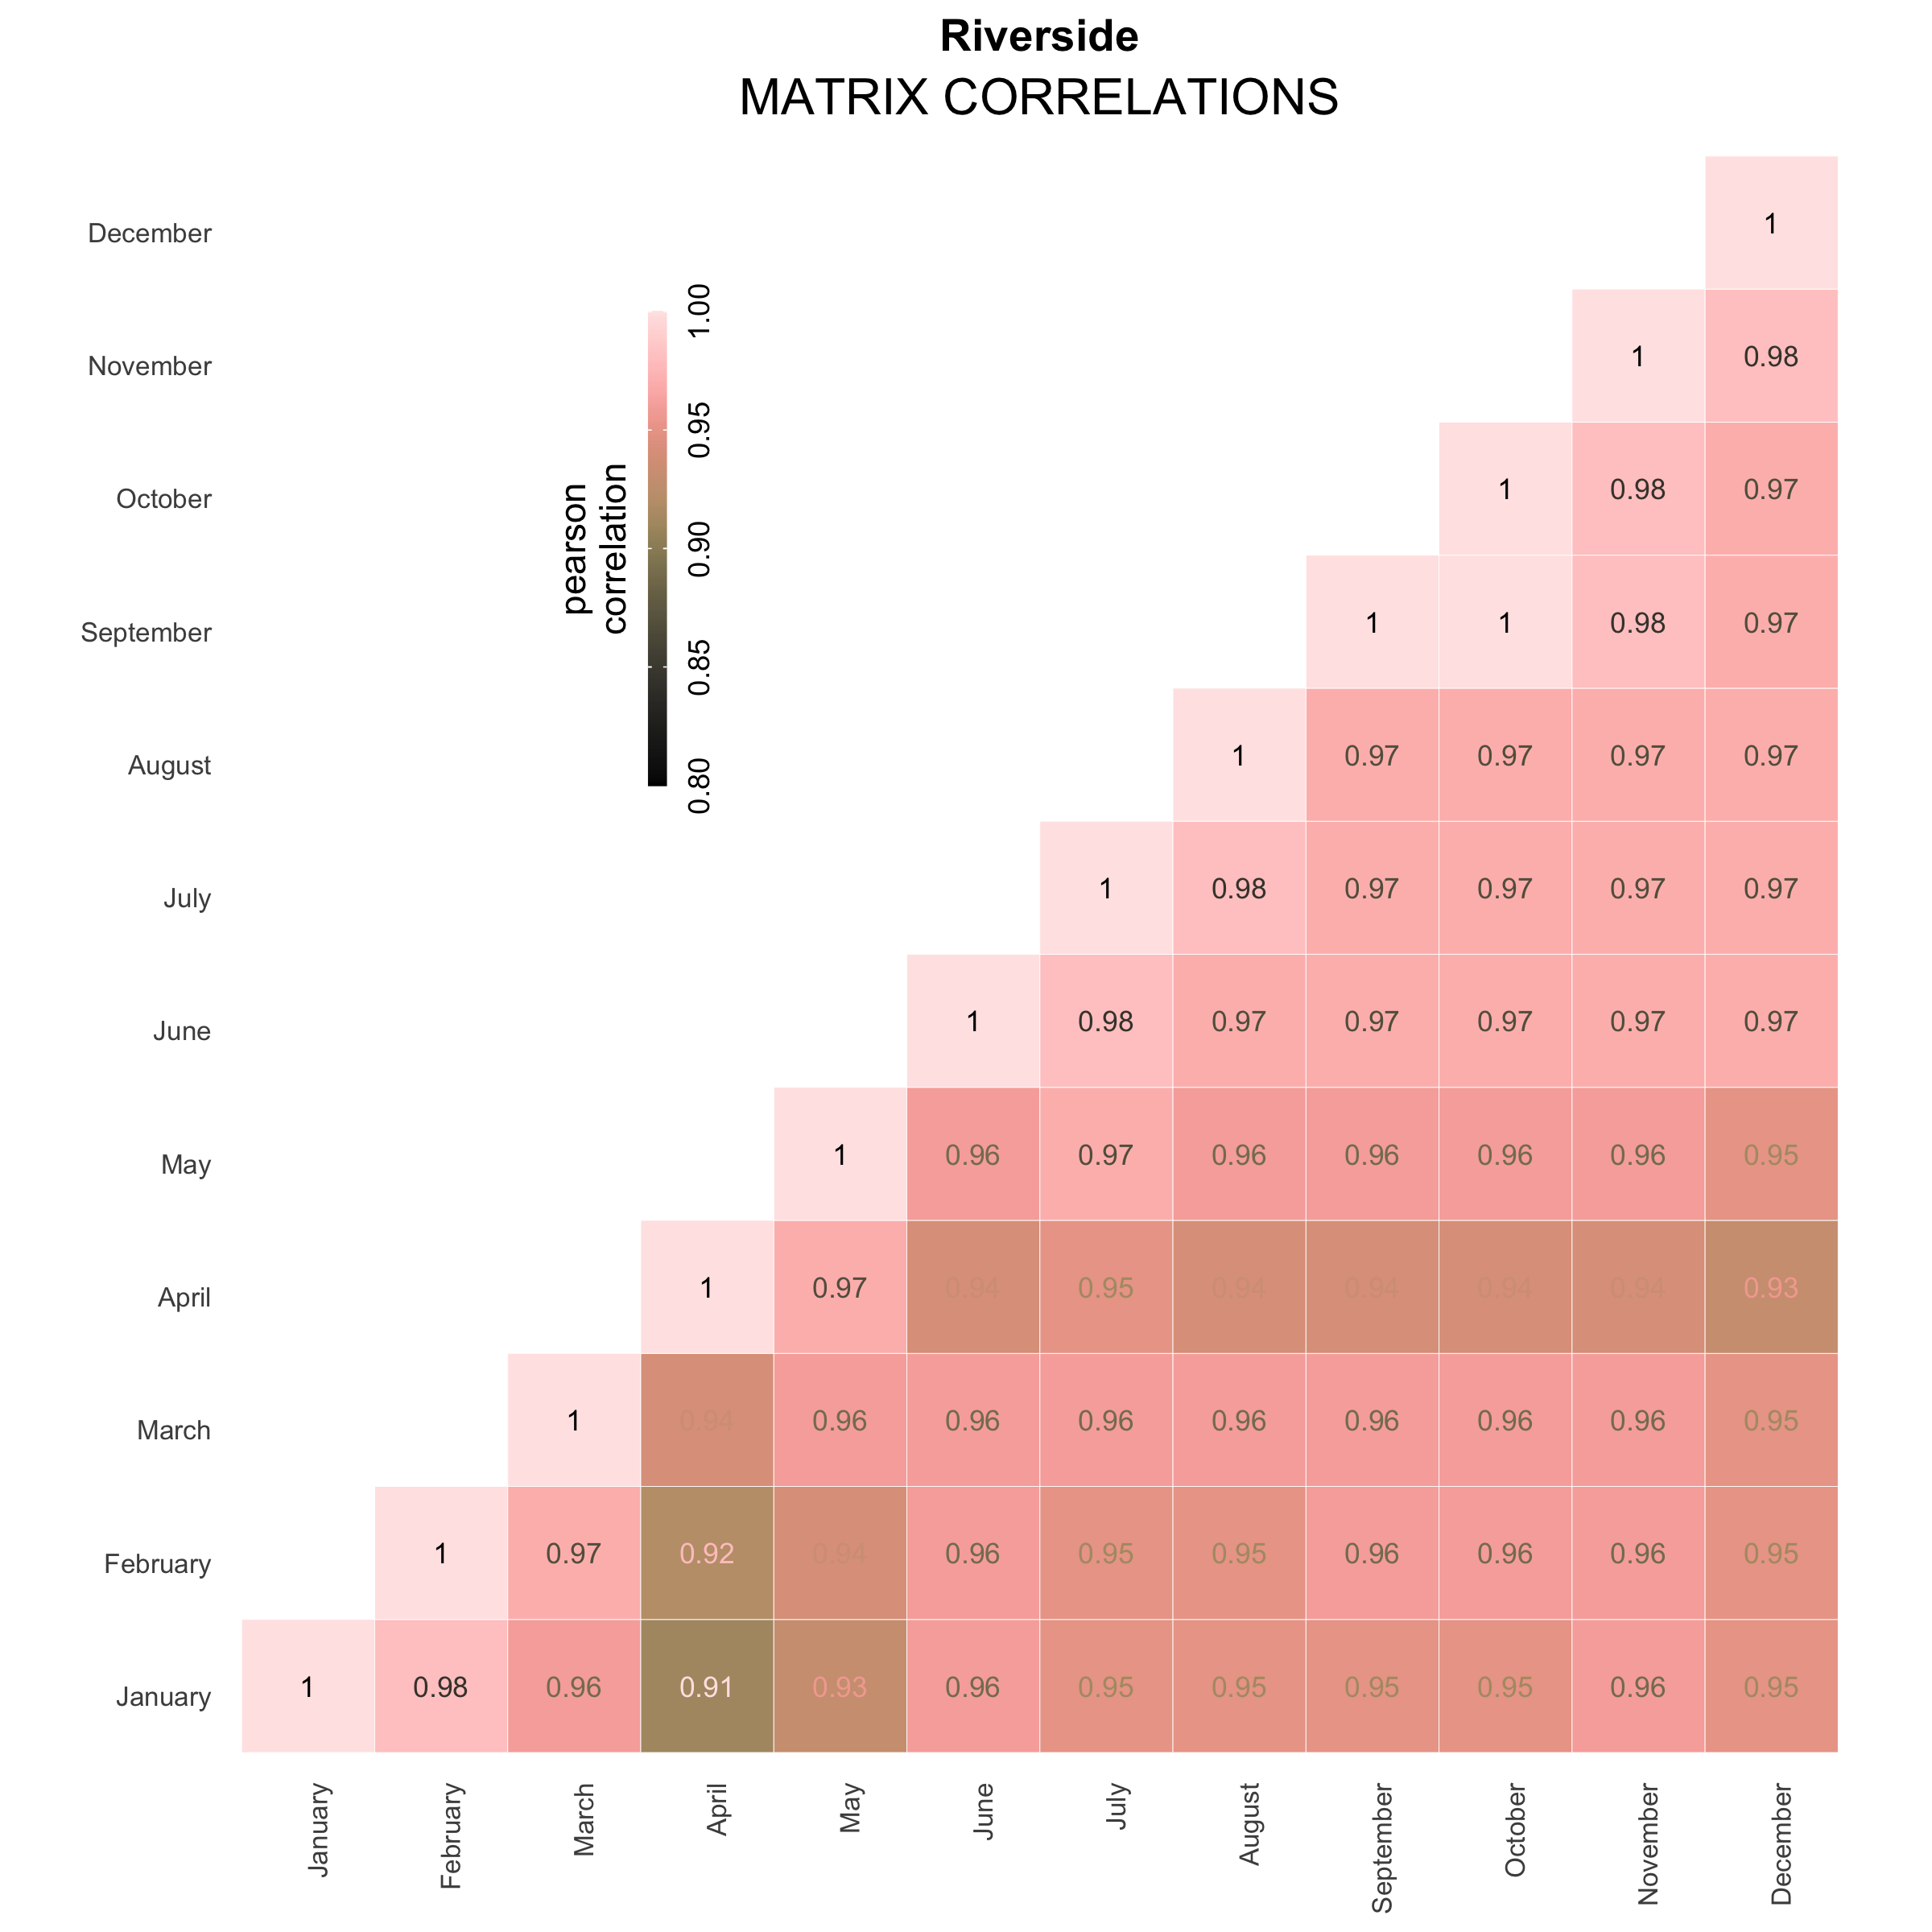 Riverside
MATRIX CORRELATIONS
December 1
November 1 0.98
October 1 0.98 0.97
September 1 1 0.98 0.97
August 1 0.97 0.97 0.97 0.97
July 1 0.98 0.97 0.97 0.97 0.97
June 1 0.98 0.97 0.97 0.97 0.97 0.97
May 1 0.96 0.97 0.96 0.96 0.96 0.96 0.95
April 1 0.97 0.94 0.95 0.94 0.94 0.94 0.94 0.93
March 1 0.94 0.96 0.96 0.96 0.96 0.96 0.96 0.96 0.95
February 1 0.97 0.92 0.94 0.96 0.95 0.95 0.96 0.96 0.96 0.95
January 1 0.98 0.96 0.91 0.93 0.96 0.95 0.95 0.95 0.95 0.96 0.95
January February March April May June July August September October November December
pearson
correlation
0.80 0.85 0.90 0.95 1.00